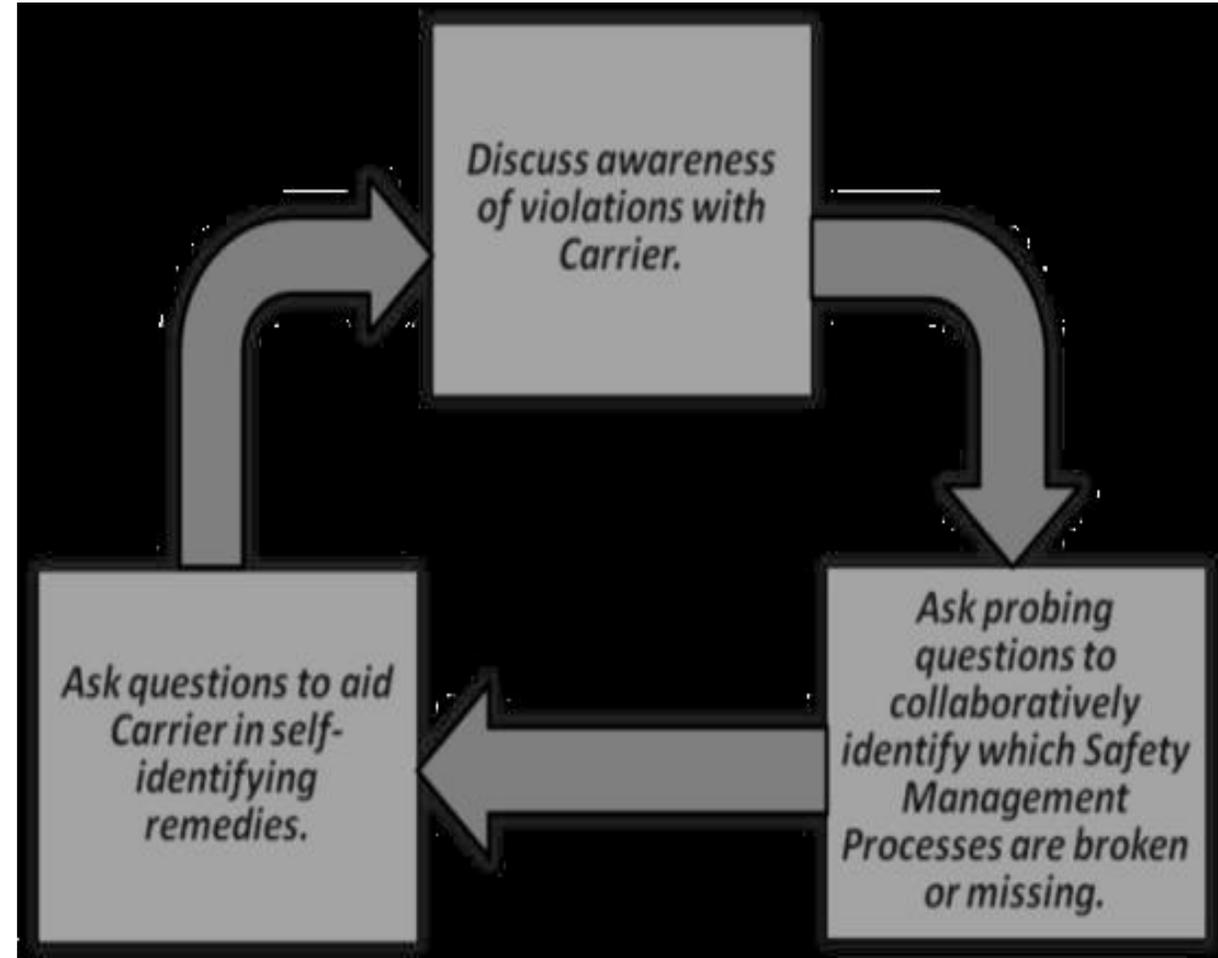 Discuss awareness
of violations with
Carrier.
Ask probing
questions to
collaboratively
identify which Safety
Management
Processes are broken
or missing.
Ask questions to aid
Carrier in self-
identifying
remedies.